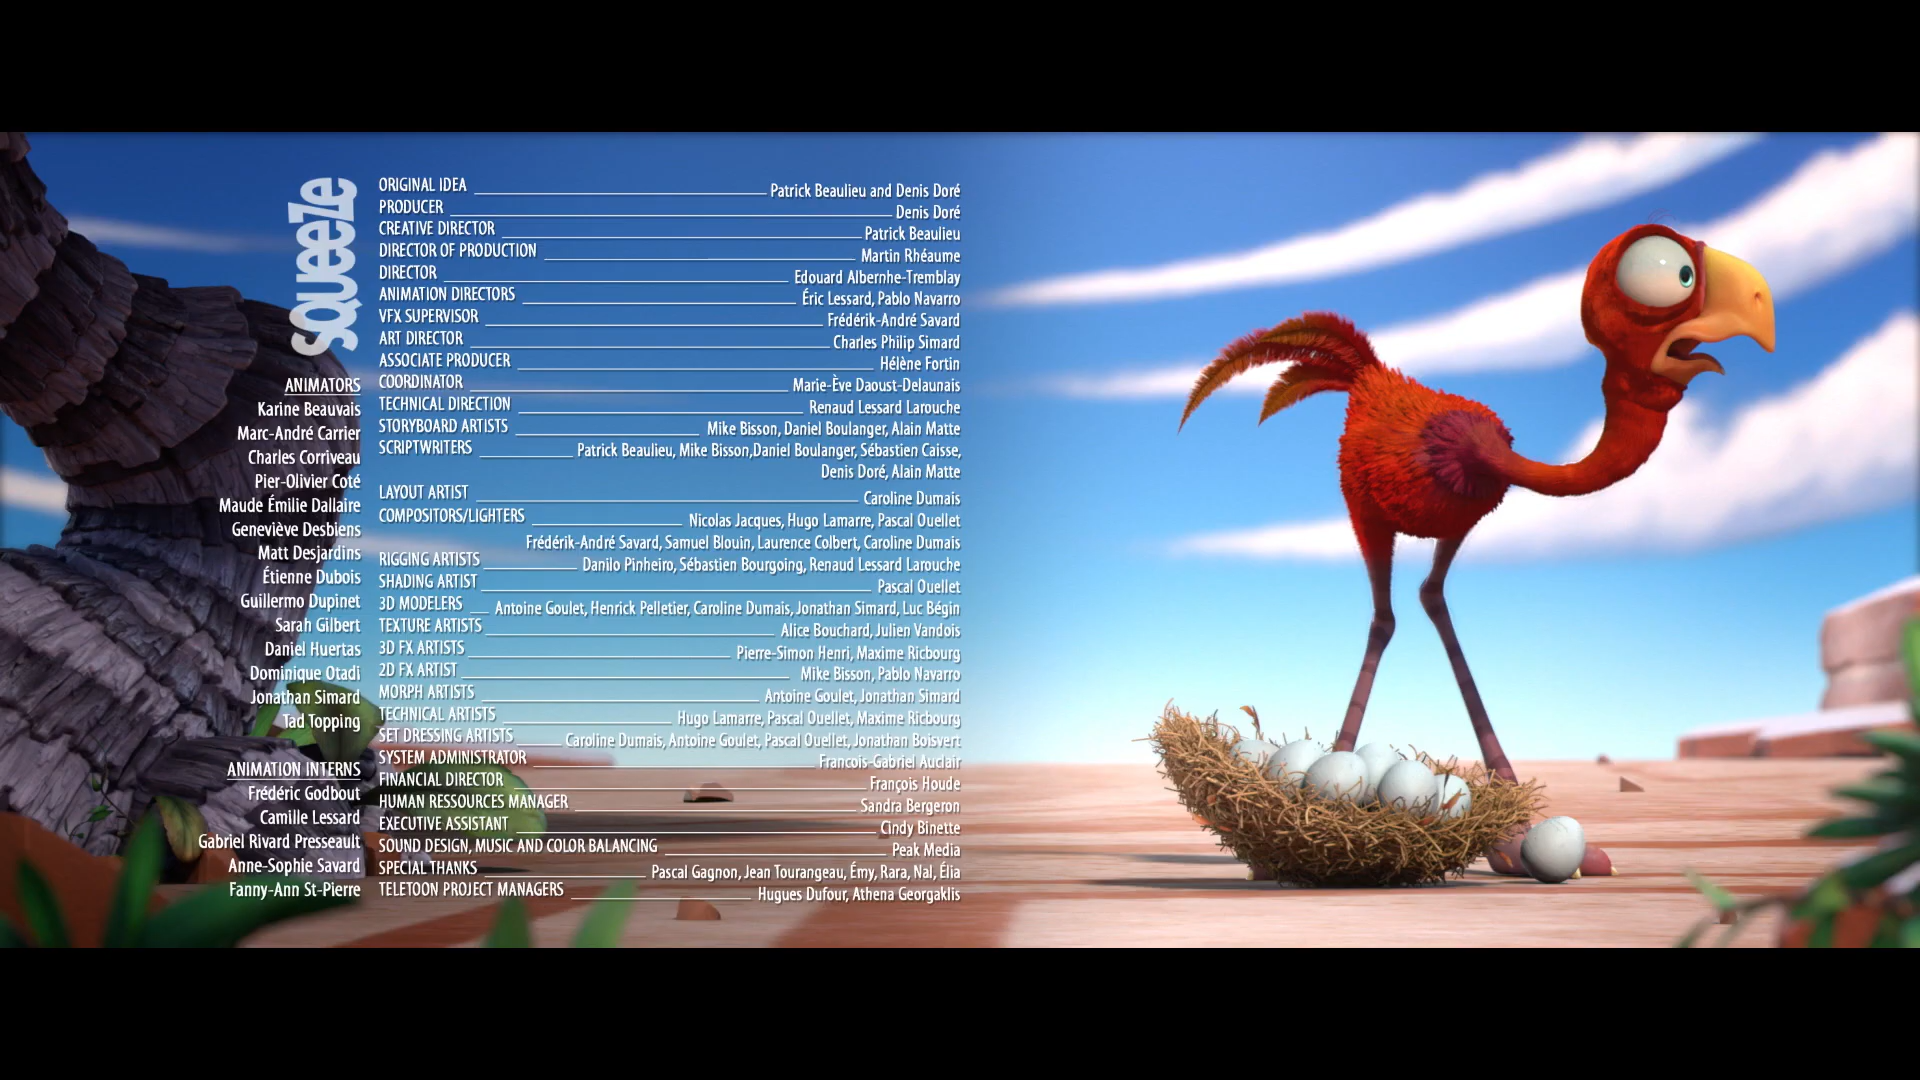 squeeze
ANIMATORS
Karine Beauvais
Marc-André Carrier
Charles Corriveau
Pier-Olivier Coté
Maude Émilie Dallaire
Geneviève Desbiens
Matt Desjardins
Étienne Dubois
Guillermo Dupinet
Sarah Gilbert
Daniel Huertas
Dominique Otadi
Jonathan Simard
Tad Topping
ANIMATION INTERNS
Frédéric Godbout
Camille Lessard
Gabriel Rivard Presseault
Anne-Sophie Savard
Fanny-Ann St-Pierre
ORIGINAL IDEA Patrick Beaulieu and Denis Doré
PRODUCER Denis Doré
CREATIVE DIRECTOR Patrick Beaulieu
DIRECTOR OF PRODUCTION Martin Rhéaume
DIRECTOR Edouard Albernhe-Tremblay
ANIMATION DIRECTORS Éric Lessard, Pablo Navarro
VFX SUPERVISOR Frédérik-André Savard
ART DIRECTOR Charles Philip Simard
ASSOCIATE PRODUCER Hélène Fortin
COORDINATOR Marie-Ève Daoust-Delaunais
TECHNICAL DIRECTION Renaud Lessard Larouche
STORYBOARD ARTISTS Mike Bisson, Daniel Boulanger, Alain Matte
SCRIPTWRITERS Patrick Beaulieu, Mike Bisson,Daniel Boulanger, Sébastien Caisse,
Denis Doré, Alain Matte
LAYOUT ARTIST Caroline Dumais
COMPOSITORS/LIGHTERS Nicolas Jacques, Hugo Lamarre, Pascal Ouellet
Frédérik-André Savard, Samuel Blouin, Laurence Colbert, Caroline Dumais
RIGGING ARTISTS Danilo Pinheiro, Sébastien Bourgoing, Renaud Lessard Larouche
SHADING ARTIST Pascal Ouellet
3D MODELERS Antoine Goulet, Henrick Pelletier, Caroline Dumais, Jonathan Simard, Luc Bégin
TEXTURE ARTISTS Alice Bouchard, Julien Vandois
3D FX ARTISTS Pierre-Simon Henri, Maxime Ricbourg
2D FX ARTIST Mike Bisson, Pablo Navarro
MORPH ARTISTS Antoine Goulet, Jonathan Simard
TECHNICAL ARTISTS Hugo Lamarre, Pascal Ouellet, Maxime Ricbourg
SET DRESSING ARTISTS Caroline Dumais, Antoine Goulet, Pascal Ouellet, Jonathan Boisvert
SYSTEM ADMINISTRATOR Francois-Gabriel Auclair
FINANCIAL DIRECTOR François Houde
HUMAN RESSOURCES MANAGER Sandra Bergeron
EXECUTIVE ASSISTANT Cindy Binette
SOUND DESIGN, MUSIC AND COLOR BALANCING Peak Media
SPECIAL THANKS Pascal Gagnon, Jean Tourangeau, Émy, Rara, Nal, Élia
TELETOON PROJECT MANAGERS Hugues Dufour, Athena Georgaklis